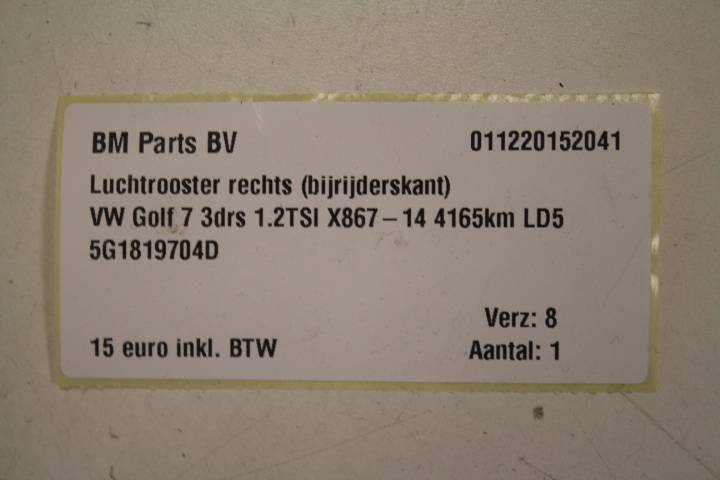 BM Parts BV 011220152041
Luchtrooster rechts (bijrijderskant)
VW Golf 7 3drs 1.2TSI X867-14 4165km LD5
5G1819704D
Verz: 8
15 euro inkl. BTW Aantal: 1